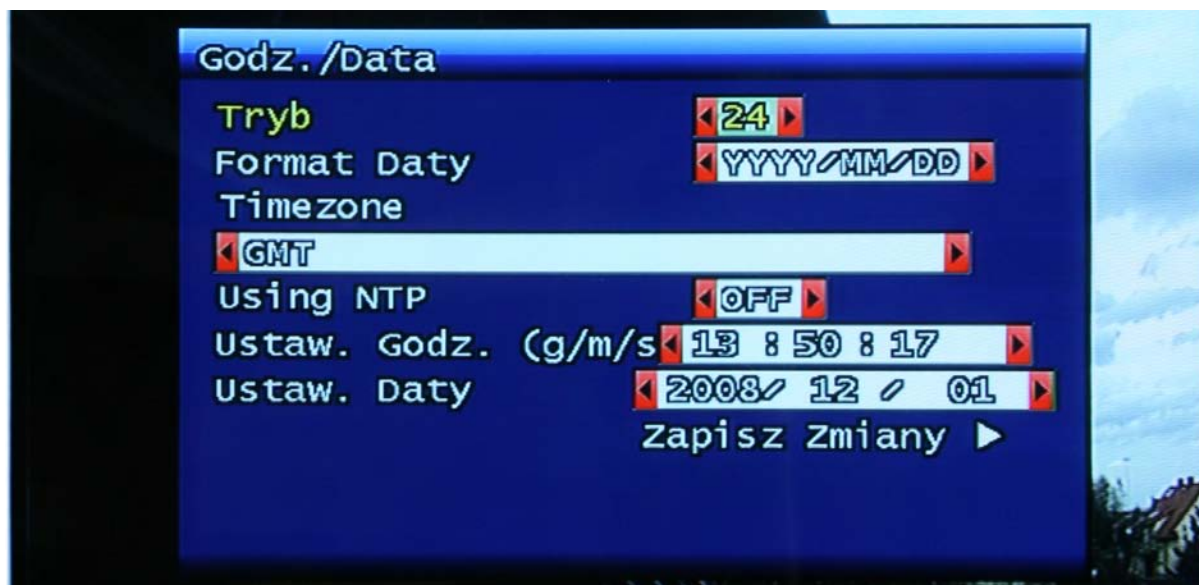 Godz./Data
Tryb 24
Format Daty YYYY/MM/DD
Timezone
GMT
Using NTP OFF
Ustaw. Godz. (g/m/s 13 : 50 : 17
Ustaw. Daty 2008/ 12 / 01
Zapisz Zmiany